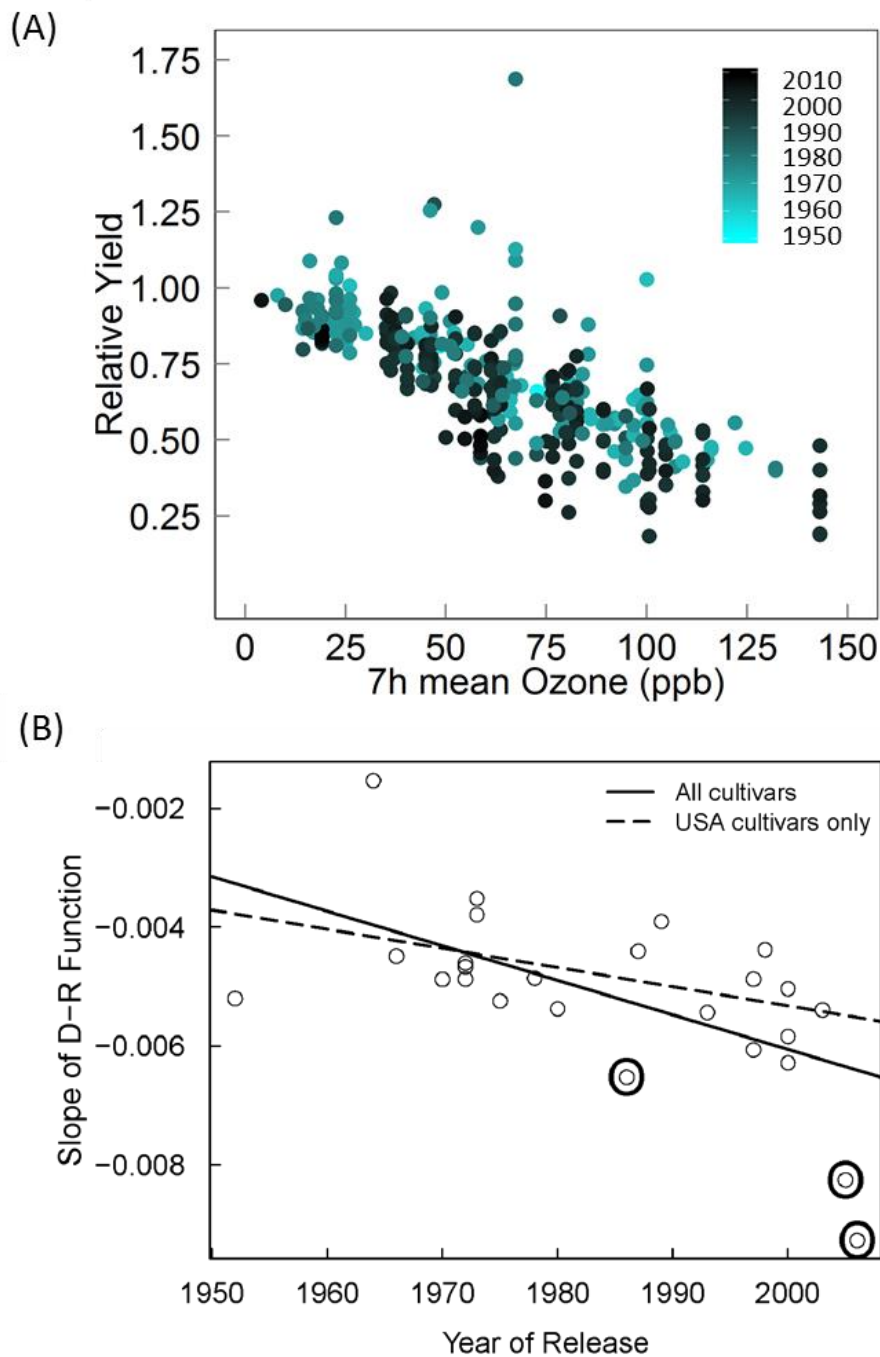 (A)
1.75
1.50
1.25
1.00
0.75
0.50
0.25
Relative Yield
2010
2000
1990
1980
1970
1960
1950
0 25 50 75 100 125 150
7h mean Ozone (ppb)
(B)
−0.002
−0.004
−0.006
−0.008
Slope of D−R Function
All cultivars
USA cultivars only
1950 1960 1970 1980 1990 2000
Year of Release